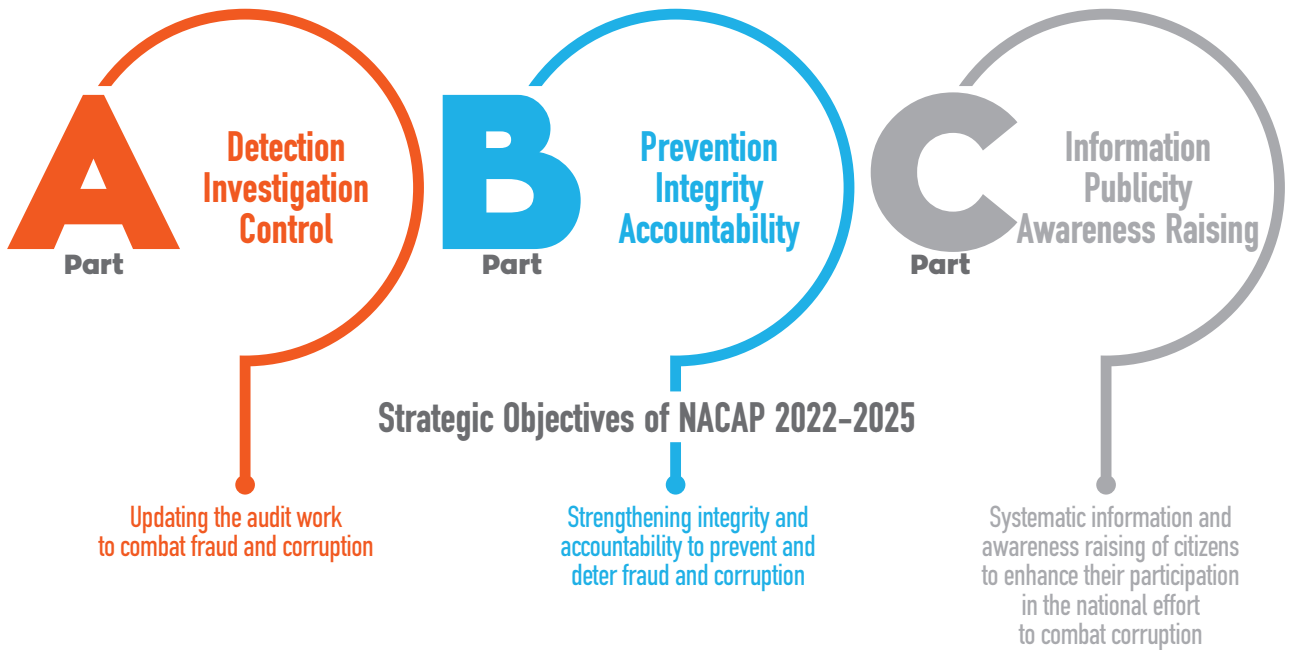 A
Part
Detection
Investigation
Control
B
Part
Prevention
Integrity
Accountability
C
Part
Information
Publicity
Awareness Raising
Strategic Objectives of NACAP 2022-2025
Updating the audit work
to combat fraud and corruption
Strengthening integrity and
accountability to prevent and
deter fraud and corruption
Systematic information and
awareness raising of citizens
to enhance their participation
in the national effort
to combat corruption